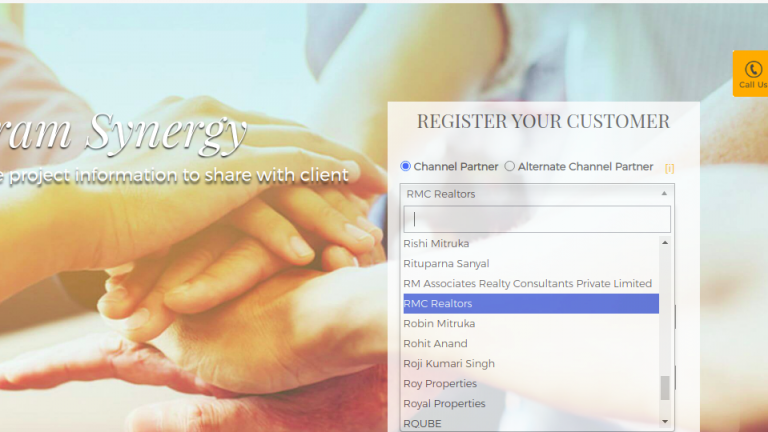 Synergy
project information to share with client
Call Us
REGISTER YOUR CUSTOMER
Channel Partner
Alternate Channel Partner
[i]
RMC Realtors
Rishi Mitruka
Rituparna Sanyal
RM Associates Realty Consultants Private Limited
RMC Realtors
Robin Mitruka
Rohit Anand
Roji Kumari Singh
Roy Properties
Royal Properties
RQUBE